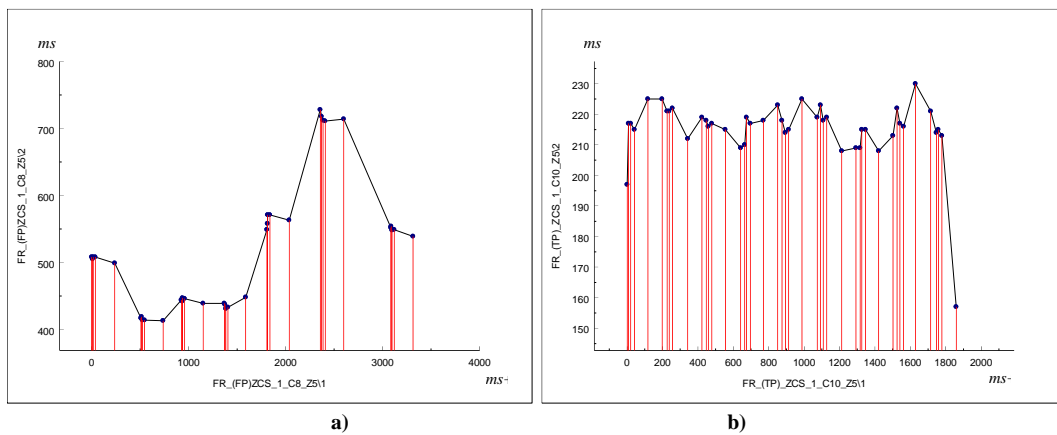 ms
800
700
600
500
400
FR_(FP)ZCS_1_C8_Z5\2
0 1000 2000 3000 4000
FR_(FP)ZCS_1_C8_Z5\1
ms
a)
ms
230
220
210
200
190
180
170
160
150
FR_(TP)_ZCS_1_C10_Z5\2
0 200 400 600 800 1000 1200 1400 1600 1800 2000
FR_(TP)_ZCS_1_C10_Z5\1
ms
b)